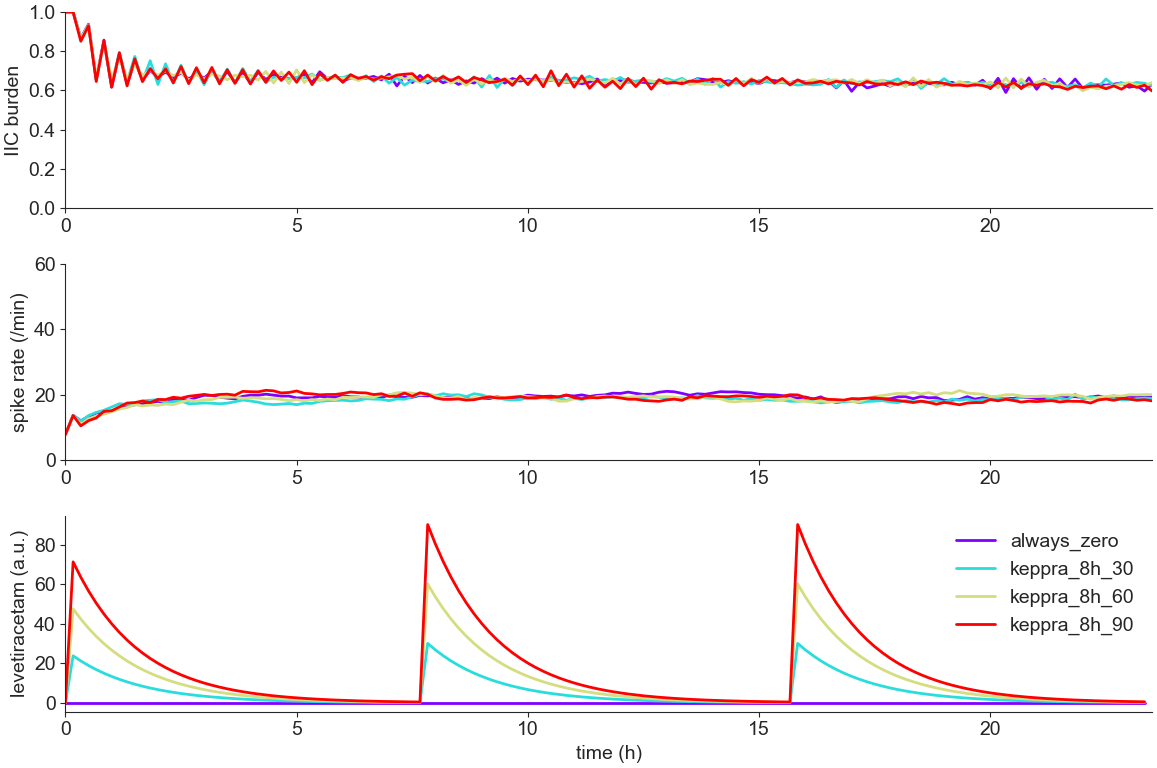 IIC burden
1.0
0.8
0.6
0.4
0.2
0.0
0 5 10 15 20
spike rate (/min)
60
40
20
0
0 5 10 15 20
levetiracetam (a.u.)
80
60
40
20
0
always_zero
keppra_8h_30
keppra_8h_60
keppra_8h_90
0 5 10 15 20
time (h)